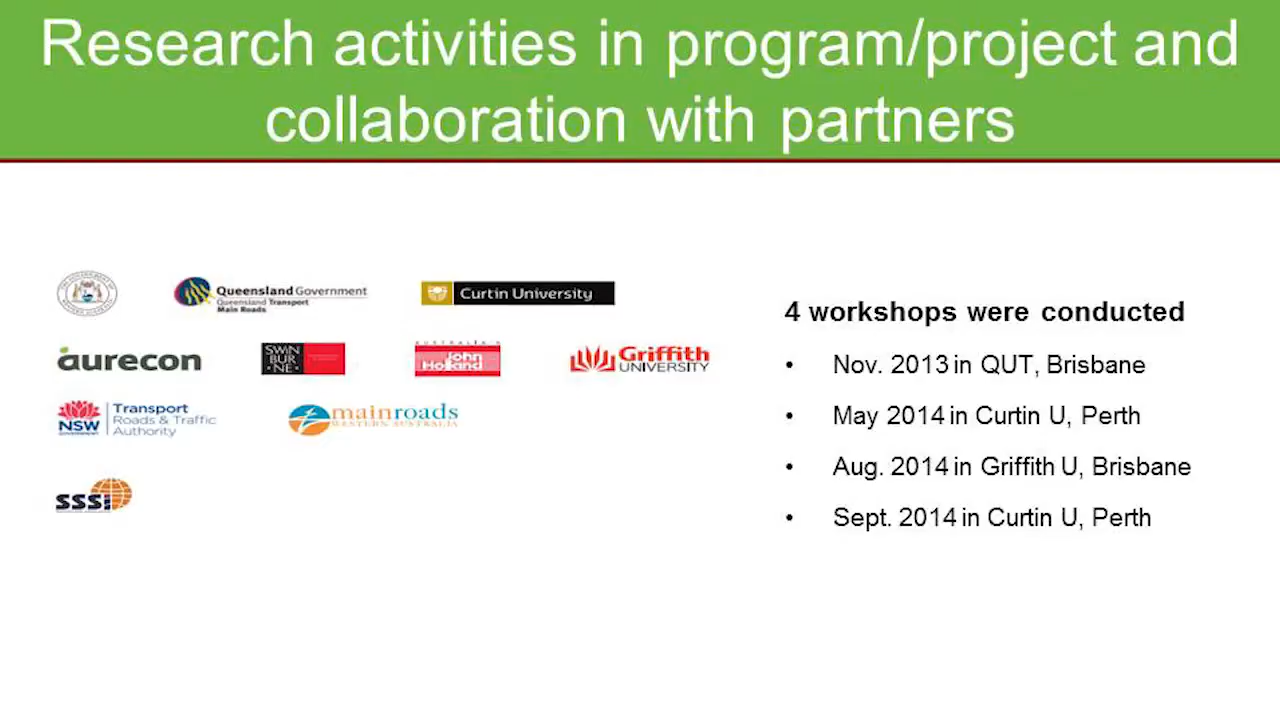 Research activities in program/project and
collaboration with partners
Queensland Government
Queensland Transport
Main Roads
Curtin University
aurecon
SWIN
BUR
NE
AUSTRALIA'S
John
Holland
Griffith
UNIVERSITY
NSW
GOVERNMENT
Transport
Roads & Traffic
Authority
mainroads
WESTERN AUSTRALIA
SSSI
4 workshops were conducted
• Nov. 2013 in QUT, Brisbane
• May 2014 in Curtin U, Perth
• Aug. 2014 in Griffith U, Brisbane
• Sept. 2014 in Curtin U, Perth